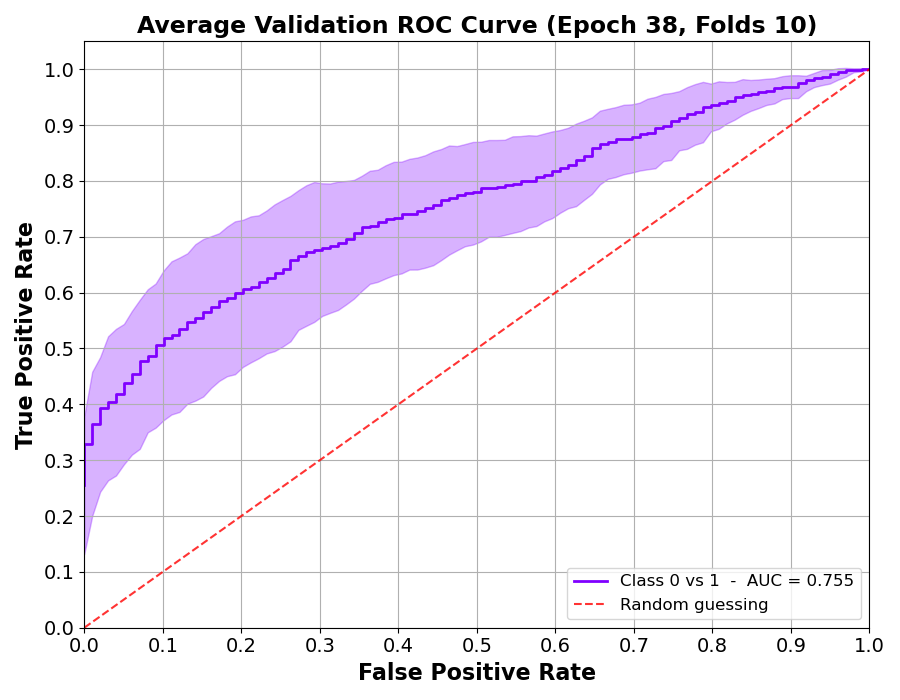 Average Validation ROC Curve (Epoch 38, Folds 10)
True Positive Rate
1.0
0.9
0.8
0.7
0.6
0.5
0.4
0.3
0.2
0.1
0.0
Class 0 vs 1 - AUC = 0.755
Random guessing
0.0 0.1 0.2 0.3 0.4 0.5 0.6 0.7 0.8 0.9 1.0
False Positive Rate